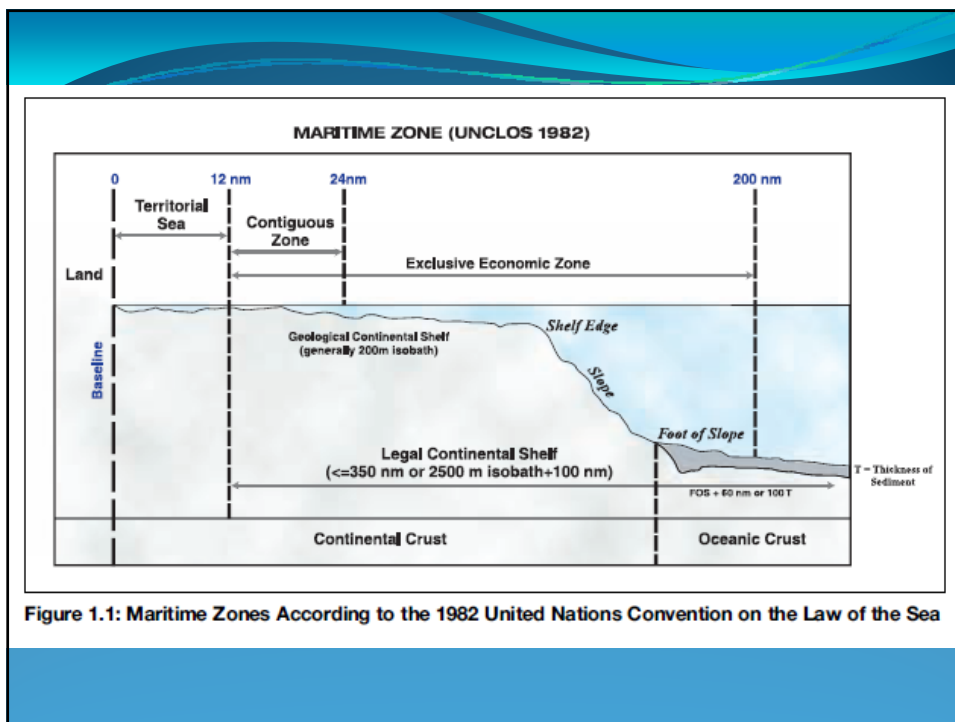 MARITIME ZONE (UNCLOS 1982)
0
12 nm
24nm
200 nm
Territorial
Sea
Contiguous
Zone
Exclusive Economic Zone
Land
Baseline
Geological Continental Shelf
(generally 200m isobath)
Shelf Edge
Slope
Foot of Slope
Legal Continental Shelf
(<=350 nm or 2500 m isobath+100 nm)
T = Thickness of
Sediment
FOS + 60 nm or 100 T
Continental Crust
Oceanic Crust
Figure 1.1: Maritime Zones According to the 1982 United Nations Convention on the Law of the Sea